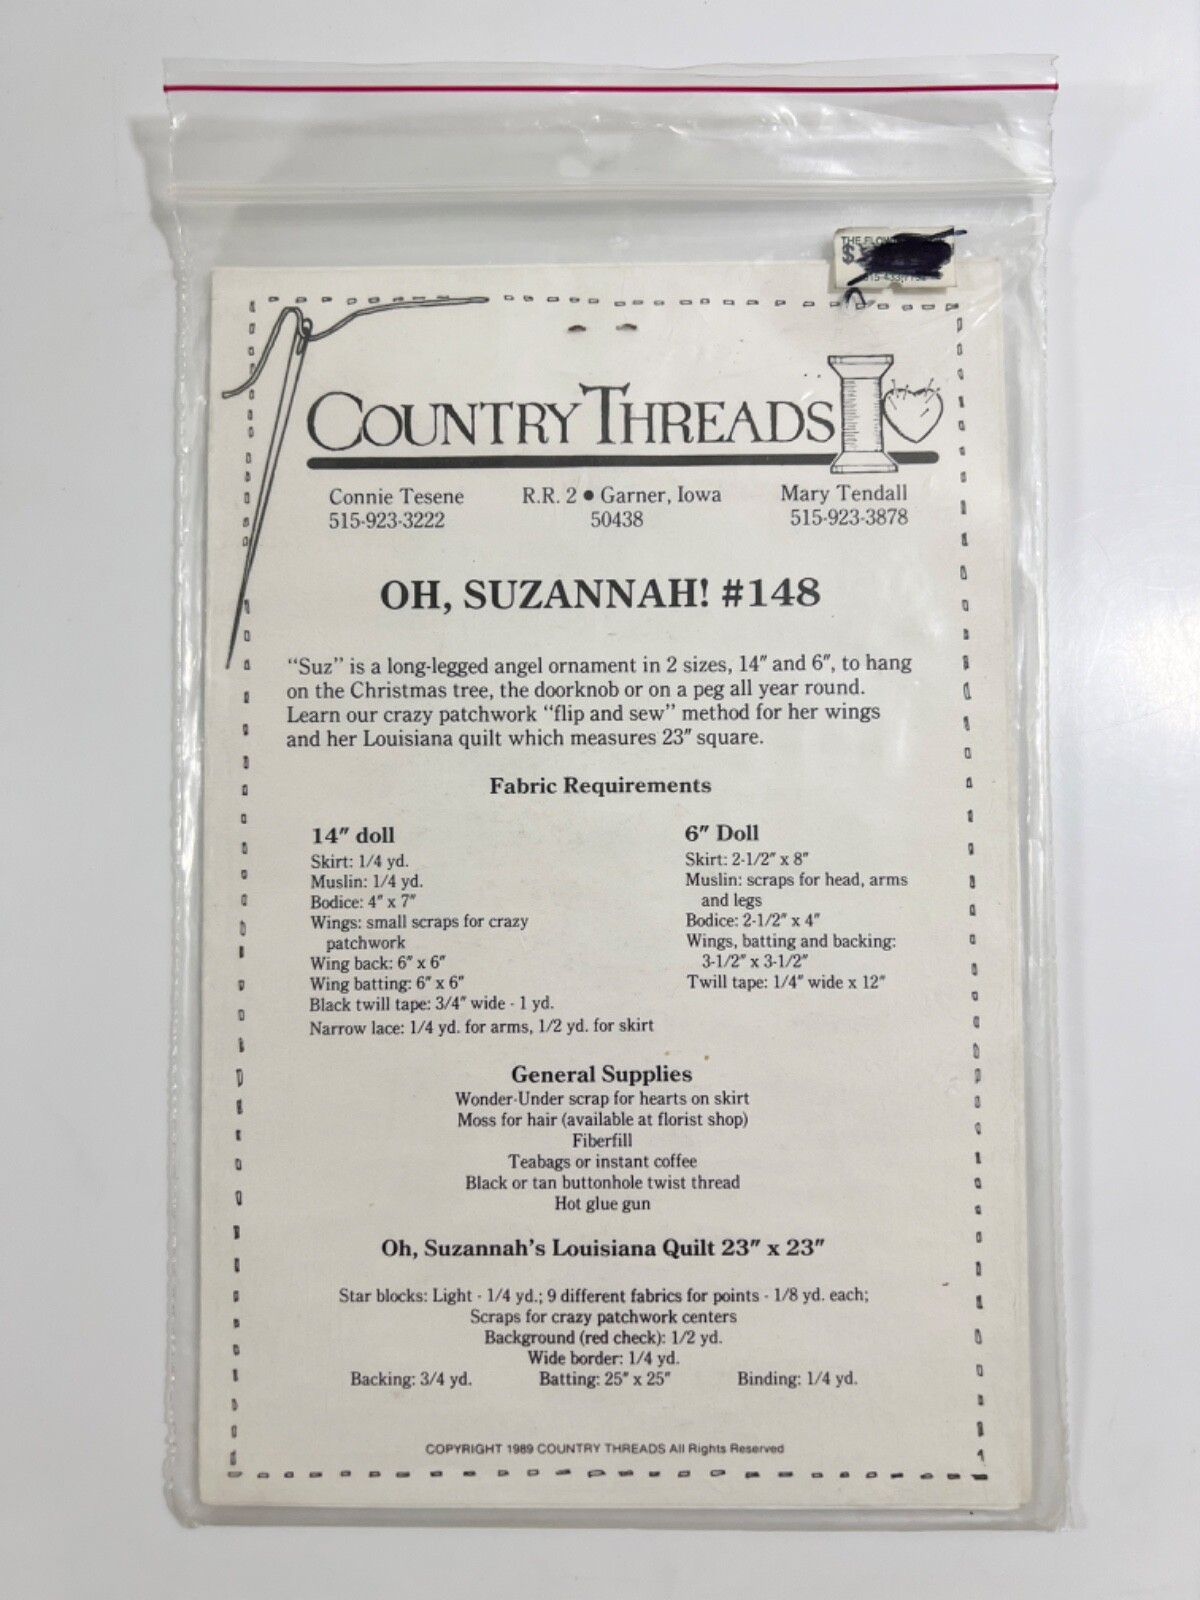 THE FLOW
$
COUNTRY THREADS
Connie Tesene R.R. 2 ● Garner, Iowa Mary Tendall
515-923-3222 50438 515-923-3878
OH, SUZANNAH! #148
“Suz” is a long-legged angel ornament in 2 sizes, 14″ and 6″, to hang
on the Christmas tree, the doorknob or on a peg all year round.
Learn our crazy patchwork “flip and sew” method for her wings
and her Louisiana quilt which measures 23″ square.
Fabric Requirements
14″ doll
Skirt: 1/4 yd.
Muslin: 1/4 yd.
Bodice: 4″ x 7″
Wings: small scraps for crazy
patchwork
Wing back: 6″ x 6″
Wing batting: 6″ x 6″
Black twill tape: 3/4″ wide - 1 yd.
Narrow lace: 1/4 yd. for arms, 1/2 yd. for skirt
6″ Doll
Skirt: 2-1/2″ x 8″
Muslin: scraps for head, arms
and legs
Bodice: 2-1/2″ x 4″
Wings, batting and backing:
3-1/2″ x 3-1/2″
Twill tape: 1/4″ wide x 12″
General Supplies
Wonder-Under scrap for hearts on skirt
Moss for hair (available at florist shop)
Fiberfill
Teabags or instant coffee
Black or tan buttonhole twist thread
Hot glue gun
Oh, Suzannah’s Louisiana Quilt 23″ x 23″
Star blocks: Light - 1/4 yd.; 9 different fabrics for points - 1/8 yd. each;
Scraps for crazy patchwork centers
Background (red check): 1/2 yd.
Wide border: 1/4 yd.
Backing: 3/4 yd. Batting: 25″ x 25″ Binding: 1/4 yd.
COPYRIGHT 1989 COUNTRY THREADS All Rights Reserved